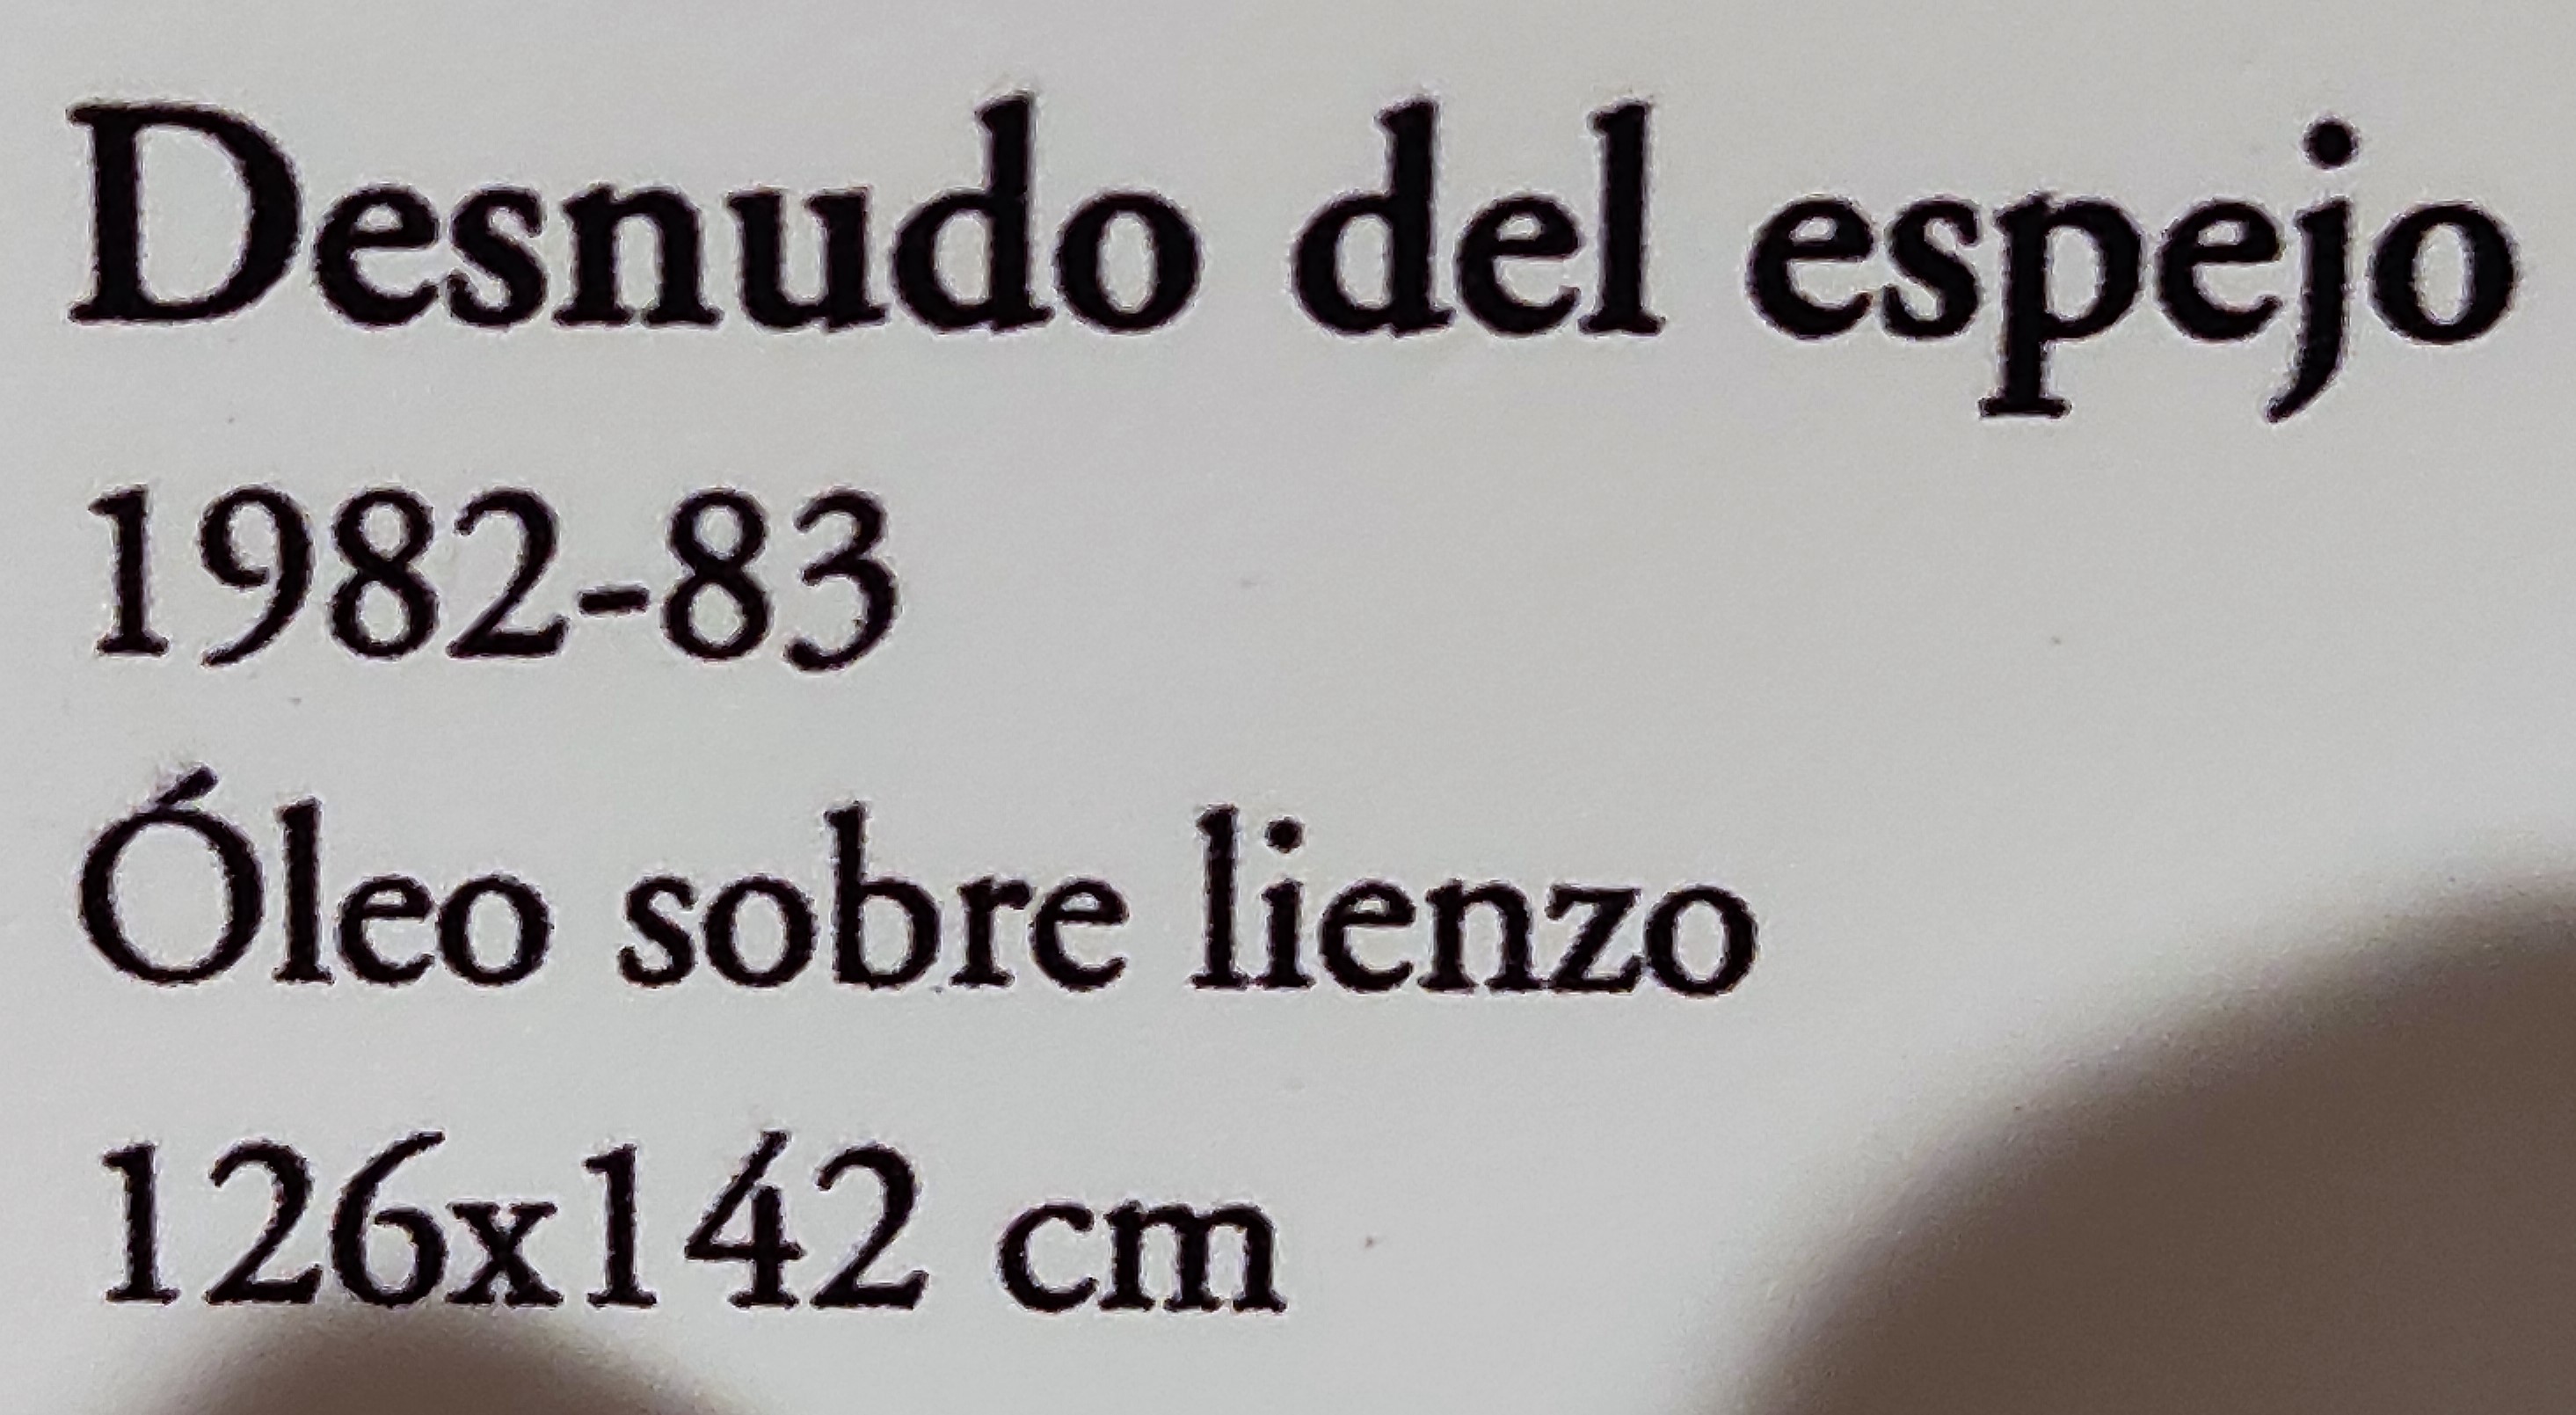 Desnudo del espejo
1982-83
Óleo sobre lienzo
126x142 cm